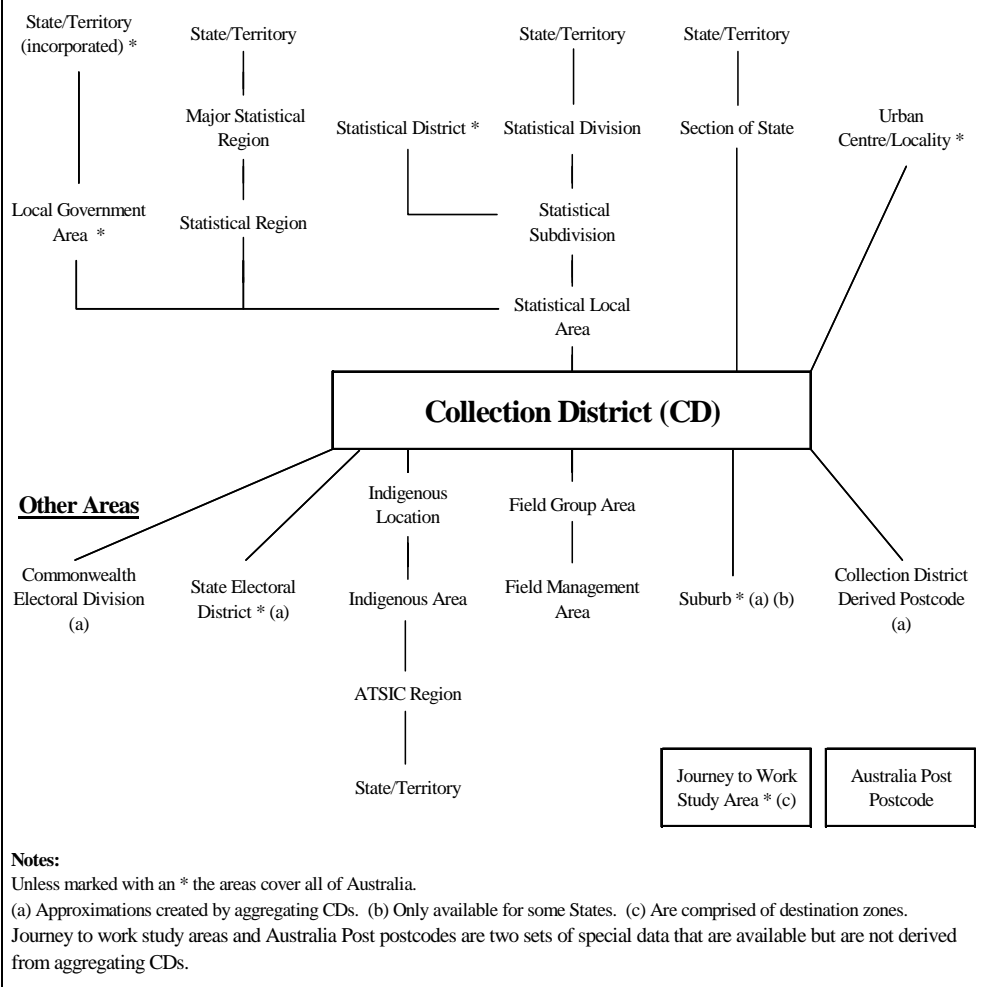 State/Territory
(incorporated) *
State/Territory
State/Territory
State/Territory
Major Statistical
Region
Statistical District *
Statistical Division
Section of State
Urban
Centre/Locality *
Local Government
Area *
Statistical Region
Statistical
Subdivision
Statistical Local
Area
Collection District (CD)
Other Areas
Indigenous
Location
Field Group Area
Commonwealth
Electoral Division
(a)
State Electoral
District * (a)
Indigenous Area
Field Management
Area
Suburb * (a) (b)
Collection District
Derived Postcode
(a)
ATSIC Region
State/Territory
Journey to Work
Study Area * (c)
Australia Post
Postcode
Notes:
Unless marked with an * the areas cover all of Australia.
(a) Approximations created by aggregating CDs. (b) Only available for some States. (c) Are comprised of destination zones.
Journey to work study areas and Australia Post postcodes are two sets of special data that are available but are not derived
from aggregating CDs.